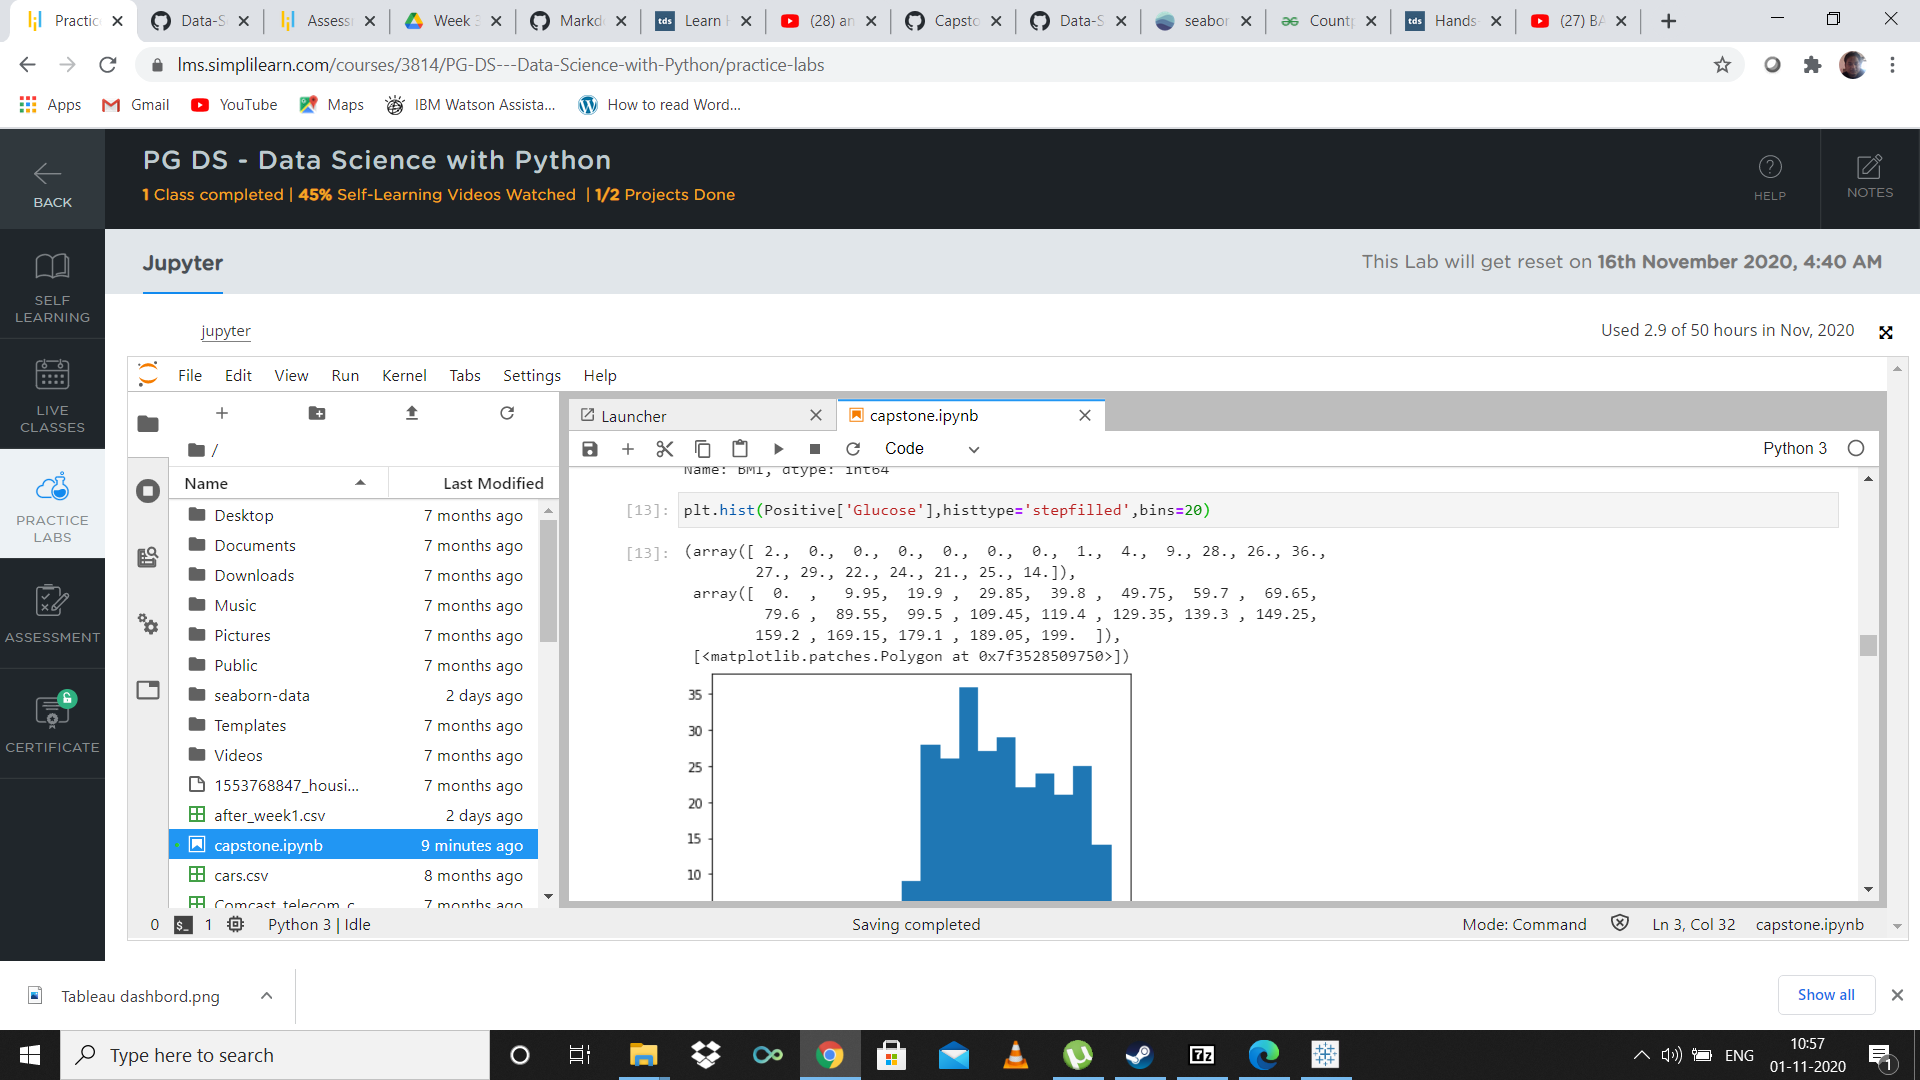 Practic
Data-S
Assess
Week 3
Markd
Learn
(28) an
Capsto
Data-S
seabor
Count
Hands
(27) BA
lms.simplilearn.com/courses/3814/PG-DS---Data-Science-with-Python/practice-labs
Apps
Gmail
YouTube
Maps
IBM Watson Assista...
How to read Word...
BACK
PG DS - Data Science with Python
1 Class completed | 45% Self-Learning Videos Watched | 1/2 Projects Done
HELP
NOTES
SELF
LEARNING
LIVE
CLASSES
PRACTICE
LABS
ASSESSMENT
CERTIFICATE
Jupyter
This Lab will get reset on 16th November 2020, 4:40 AM
jupyter
Used 2.9 of 50 hours in Nov, 2020
File Edit View Run Kernel Tabs Settings Help
/
Name Last Modified
Desktop 7 months ago
Documents 7 months ago
Downloads 7 months ago
Music 7 months ago
Pictures 7 months ago
Public 7 months ago
seaborn-data 2 days ago
Templates 7 months ago
Videos 7 months ago
1553768847_housi... 7 months ago
after_week1.csv 2 days ago
capstone.ipynb 9 minutes ago
cars.csv 8 months ago
Comcast_telecom_c 7 months ago
Launcher
capstone.ipynb
Code
Python 3
Name: BMI, dtype: int64
[13]: plt.hist(Positive['Glucose'],histtype='stepfilled',bins=20)
[13]: (array([ 2., 0., 0., 0., 0., 0., 0., 1., 4., 9., 28., 26., 36.,
27., 29., 22., 24., 21., 25., 14.]),
array([ 0. , 9.95, 19.9 , 29.85, 39.8 , 49.75, 59.7 , 69.65,
79.6 , 89.55, 99.5 , 109.45, 119.4 , 129.35, 139.3 , 149.25,
159.2 , 169.15, 179.1 , 189.05, 199. ]),
[<matplotlib.patches.Polygon at 0x7f3528509750>])
35
30
25
20
15
10
0 $_ 1 Python 3 | Idle
Saving completed
Mode: Command Ln 3, Col 32 capstone.ipynb
Tableau dashbord.png
Show all
Type here to search
7z
ENG
10:57
01-11-2020
1